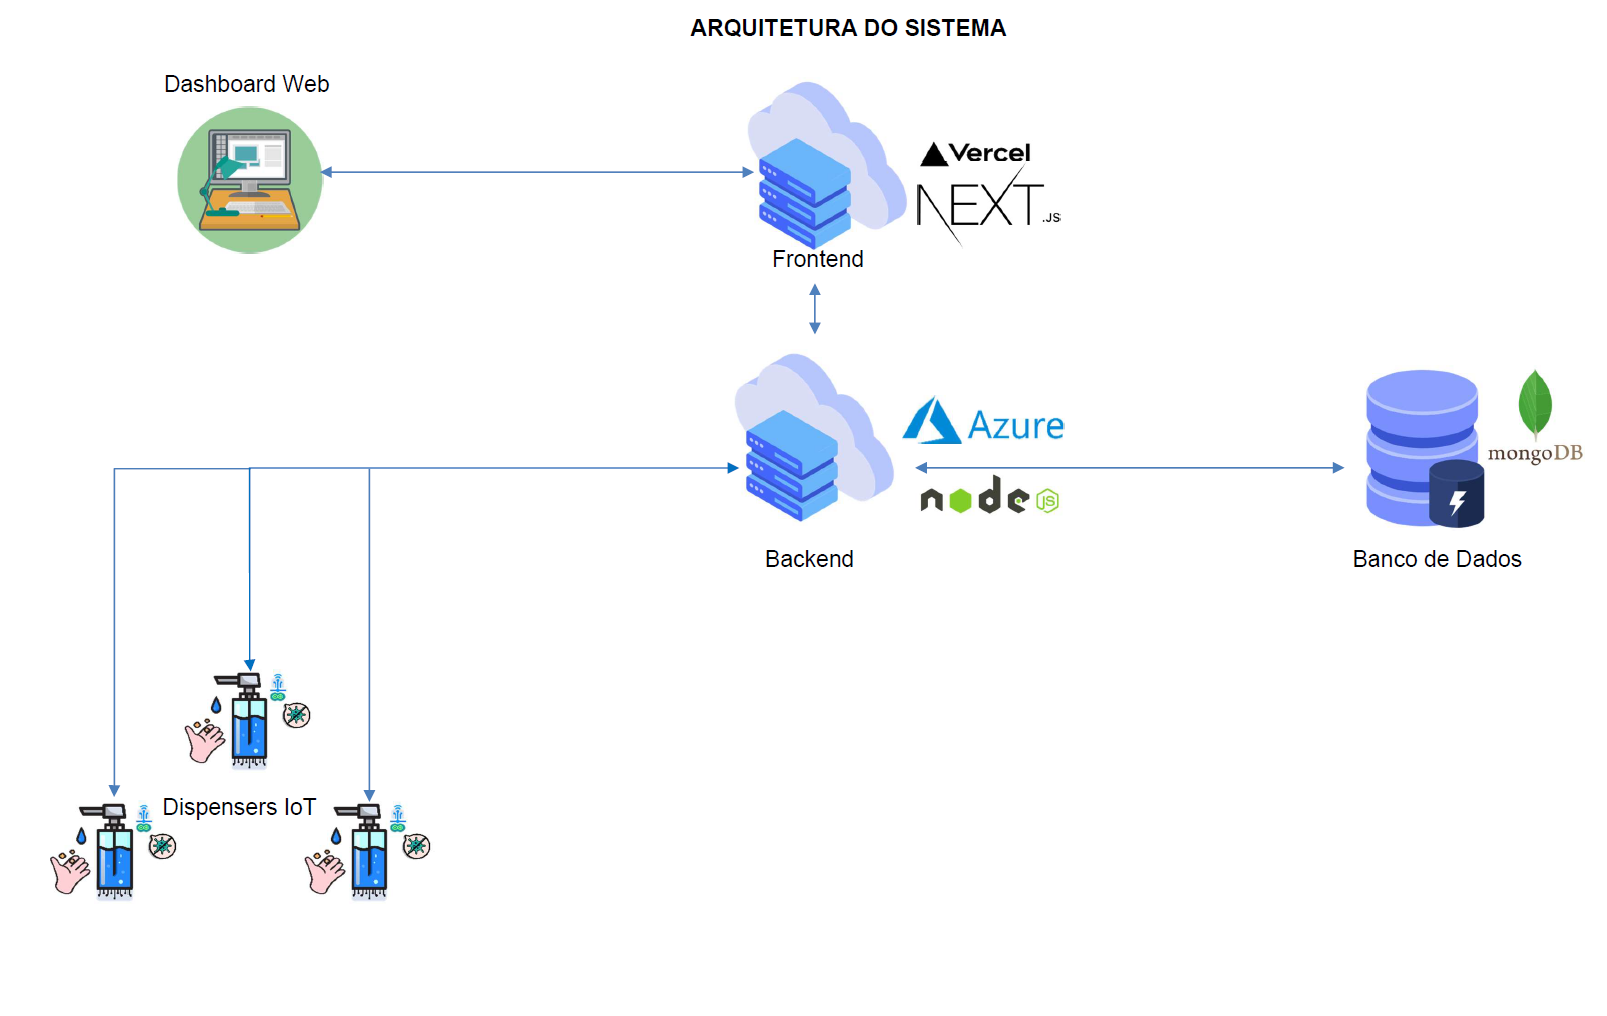 ARQUITETURA DO SISTEMA
Dashboard Web
Vercel
NEXT.JS
Frontend
Azure
node
JS
mongoDB
Backend
Banco de Dados
Dispensers IoT